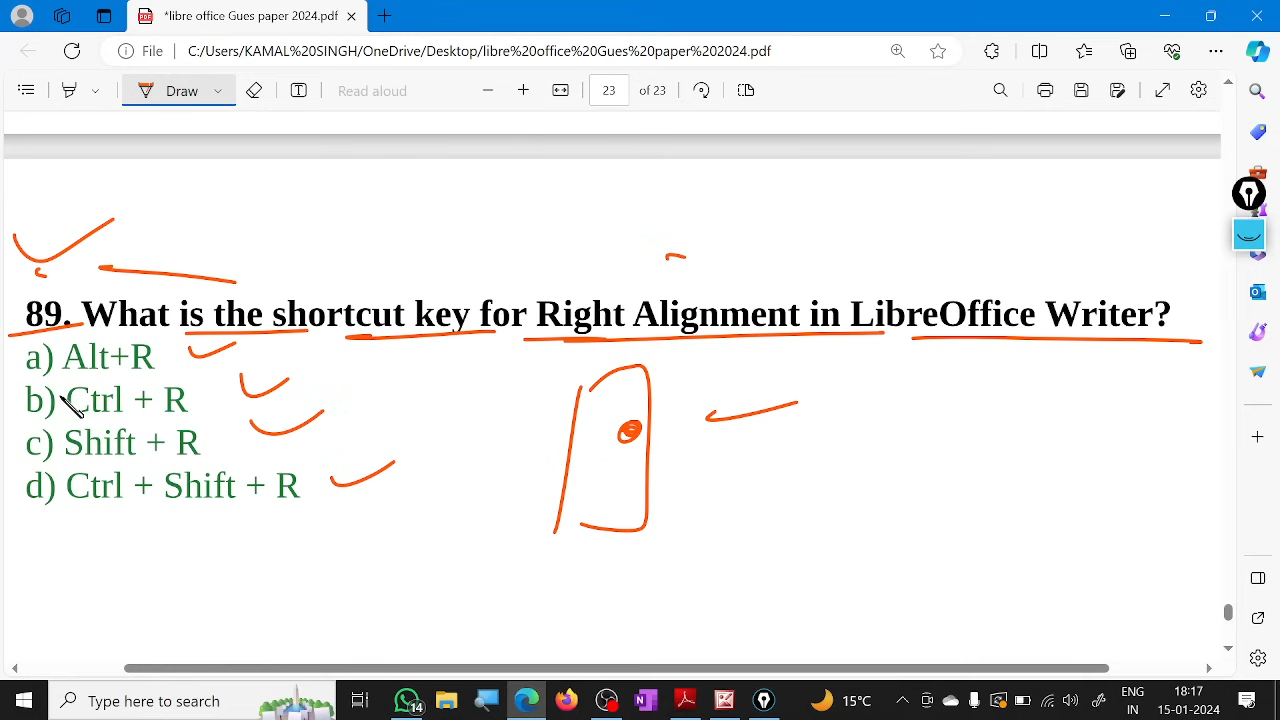 *libre office Gues paper 2024.pdf
File
C:/Users/KAMAL%20SINGH/OneDrive/Desktop/libre%20office%20Gues%20paper%202024.pdf
Draw
Read aloud
23
of 23
89. What is the shortcut key for Right Alignment in LibreOffice Writer?
a) Alt+R
b) Ctrl + R
c) Shift + R
d) Ctrl + Shift + R
Type here to search
14
15°C
ENG
IN
18:17
15-01-2024